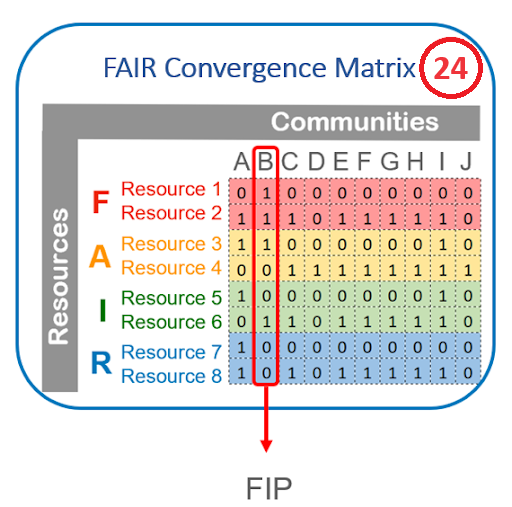 FAIR Convergence Matrix 24
Communities
A B C D E F G H I J
Resources
F
Resource 1 0 1 0 0 0 0 0 0 0 0
Resource 2 1 1 1 0 1 1 1 1 1 0
A
Resource 3 1 1 0 0 0 0 0 0 1 0
Resource 4 0 0 1 1 1 1 1 1 1 1
I
Resource 5 1 0 0 0 0 0 0 0 1 0
Resource 6 0 1 1 0 1 1 1 1 1 0
R
Resource 7 1 0 0 0 0 0 0 0 0 0
Resource 8 1 0 1 0 1 1 1 1 1 0
FIP